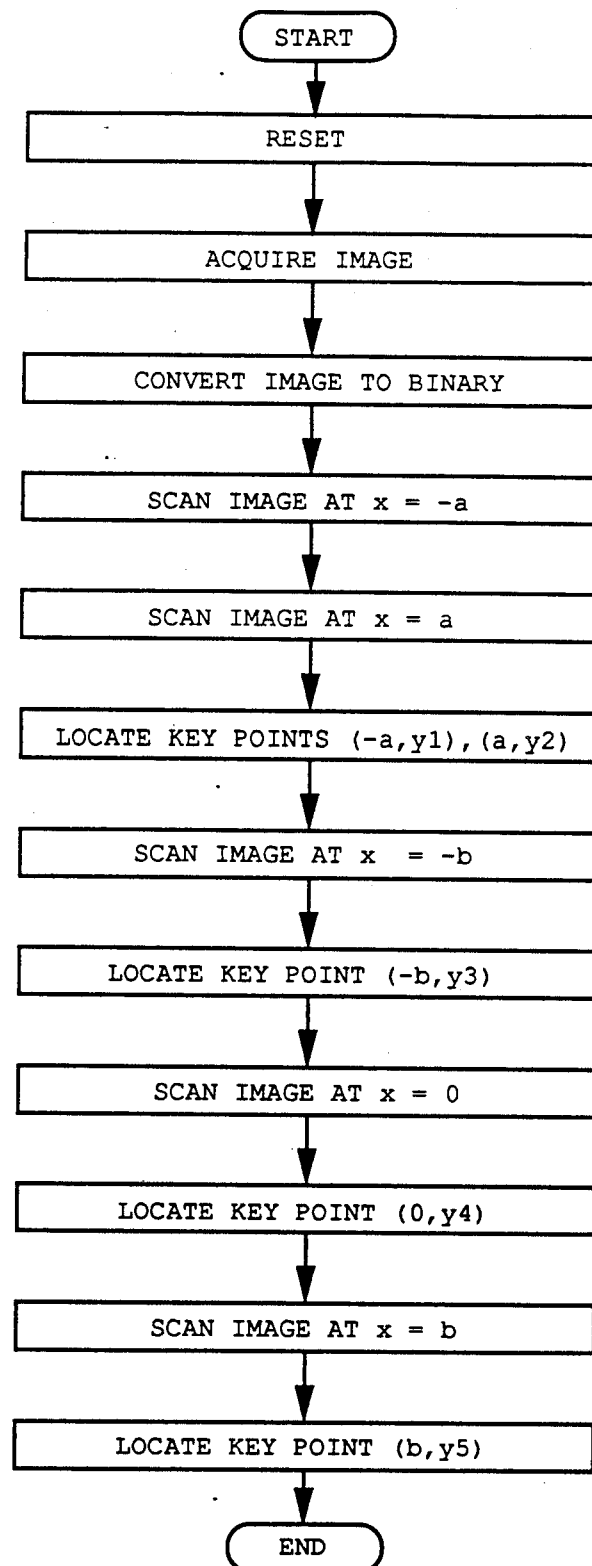 START
RESET
ACQUIRE IMAGE
CONVERT IMAGE TO BINARY
SCAN IMAGE AT x = -a
SCAN IMAGE AT x = a
LOCATE KEY POINTS (-a,y1),(a,y2)
SCAN IMAGE AT x = -b
LOCATE KEY POINT (-b,y3)
SCAN IMAGE AT x = 0
LOCATE KEY POINT (0,y4)
SCAN IMAGE AT x = b
LOCATE KEY POINT (b,y5)
END